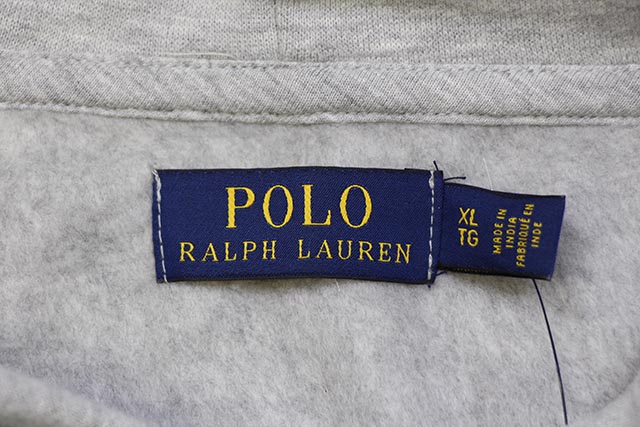 POLO
RALPH LAUREN
XL
TG
MADE IN
INDIA
FABRIQUÉ EN
INDE